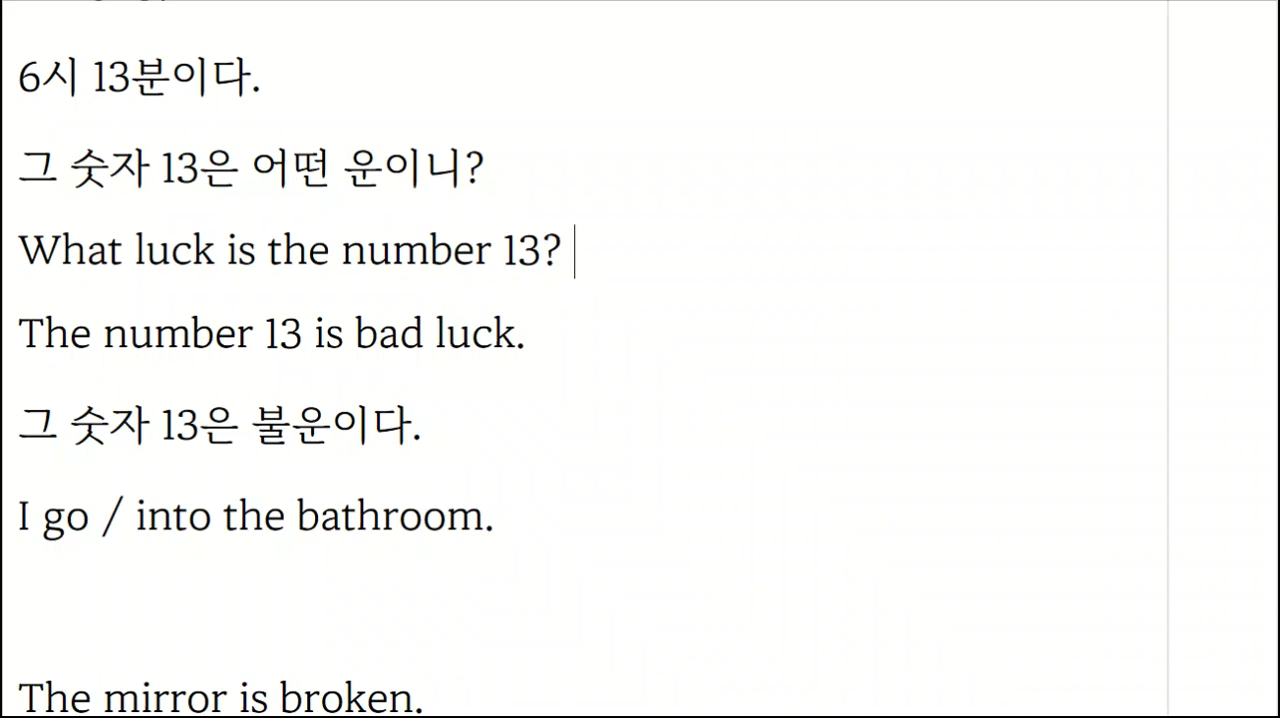 6시 13분이다.
그 숫자 13은 어떤 운이니?
What luck is the number 13?
The number 13 is bad luck.
그 숫자 13은 불운이다.
I go / into the bathroom.
The mirror is broken.